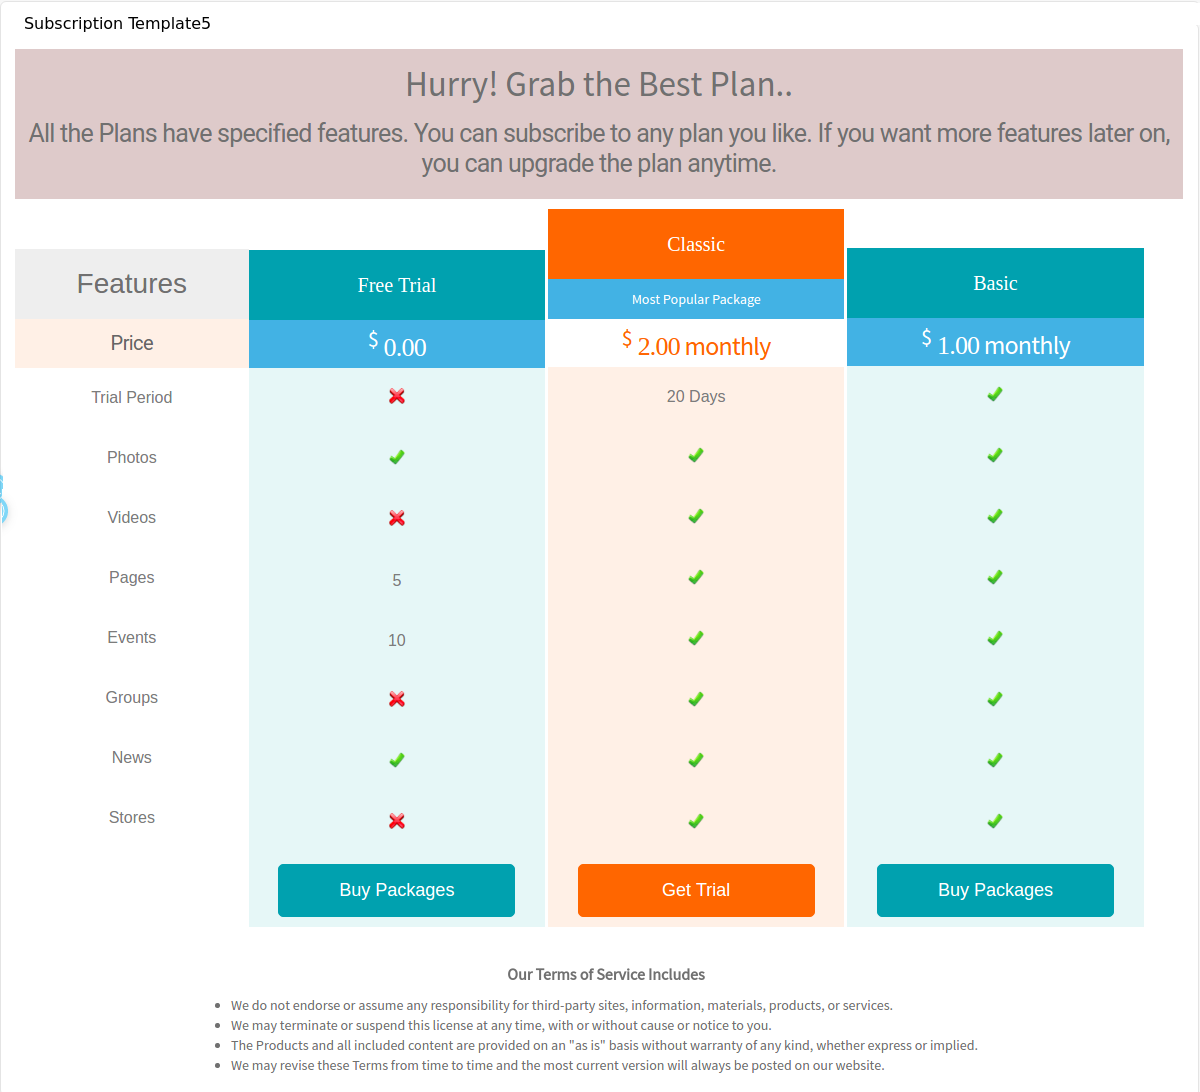 Subscription Template5
Hurry! Grab the Best Plan..
All the Plans have specified features. You can subscribe to any plan you like. If you want more features later on,
you can upgrade the plan anytime.
Features
Free Trial
Classic
Most Popular Package
Basic
Price
$ 0.00
$ 2.00 monthly
$ 1.00 monthly
Trial Period
20 Days
Photos
Videos
Pages
5
Events
10
Groups
News
Stores
Buy Packages
Get Trial
Buy Packages
Our Terms of Service Includes
We do not endorse or assume any responsibility for third-party sites, information, materials, products, or services.
We may terminate or suspend this license at any time, with or without cause or notice to you.
The Products and all included content are provided on an "as is" basis without warranty of any kind, whether express or implied.
We may revise these Terms from time to time and the most current version will always be posted on our website.